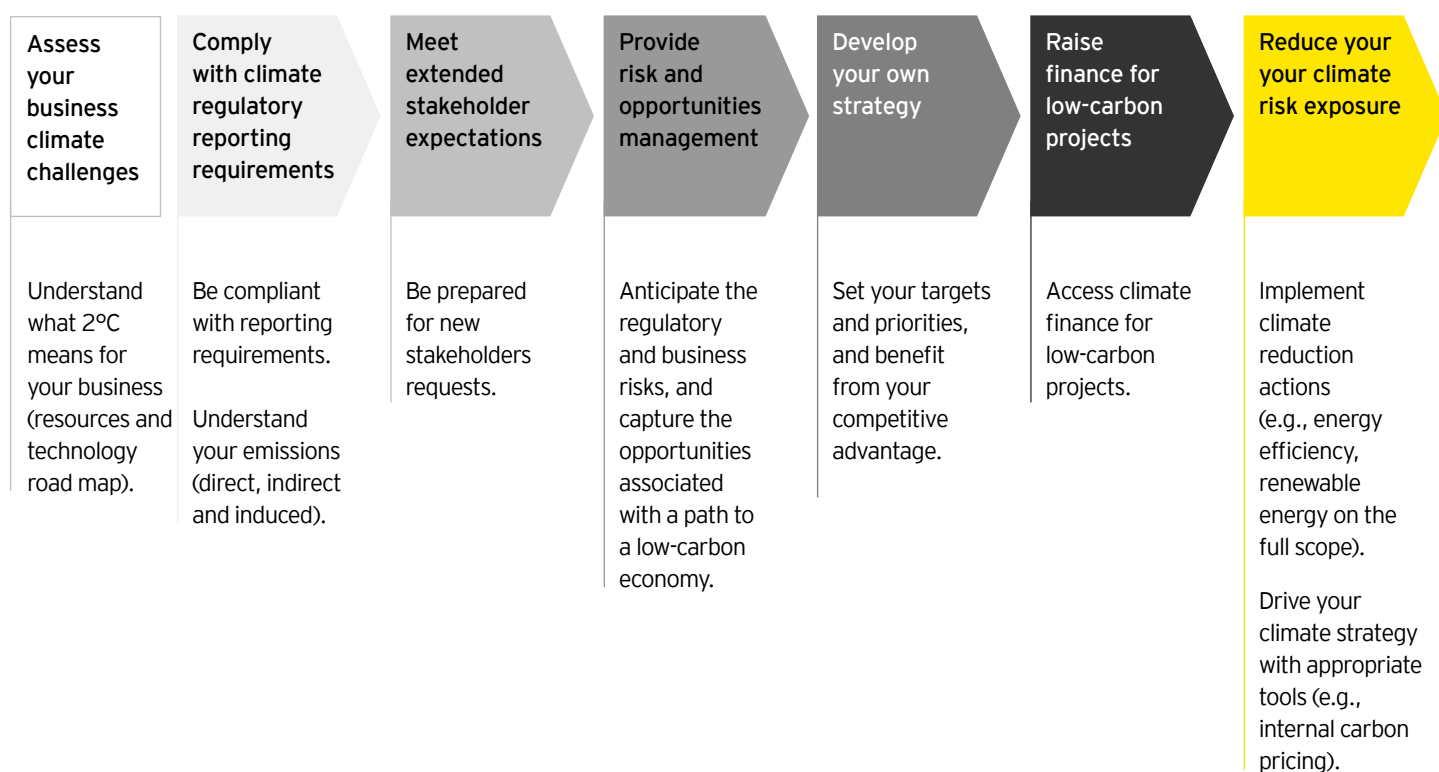 Assess
your
business
climate
challenges
Comply
with climate
regulatory
reporting
requirements
Meet
extended
stakeholder
expectations
Provide
risk and
opportunities
management
Develop
your own
strategy
Raise
finance for
low-carbon
projects
Reduce your
your climate
risk exposure
Understand
what 2°C
means for
your business
(resources and
technology
road map).
Be compliant
with reporting
requirements.
Understand
your emissions
(direct, indirect
and induced).
Be prepared
for new
stakeholders
requests.
Anticipate the
regulatory
and business
risks, and
capture the
opportunities
associated
with a path to
a low-carbon
economy.
Set your targets
and priorities,
and benefit
from your
competitive
advantage.
Access climate
finance for
low-carbon
projects.
Implement
climate
reduction
actions
(e.g., energy
efficiency,
renewable
energy on the
full scope).
Drive your
climate strategy
with appropriate
tools (e.g.,
internal carbon
pricing).